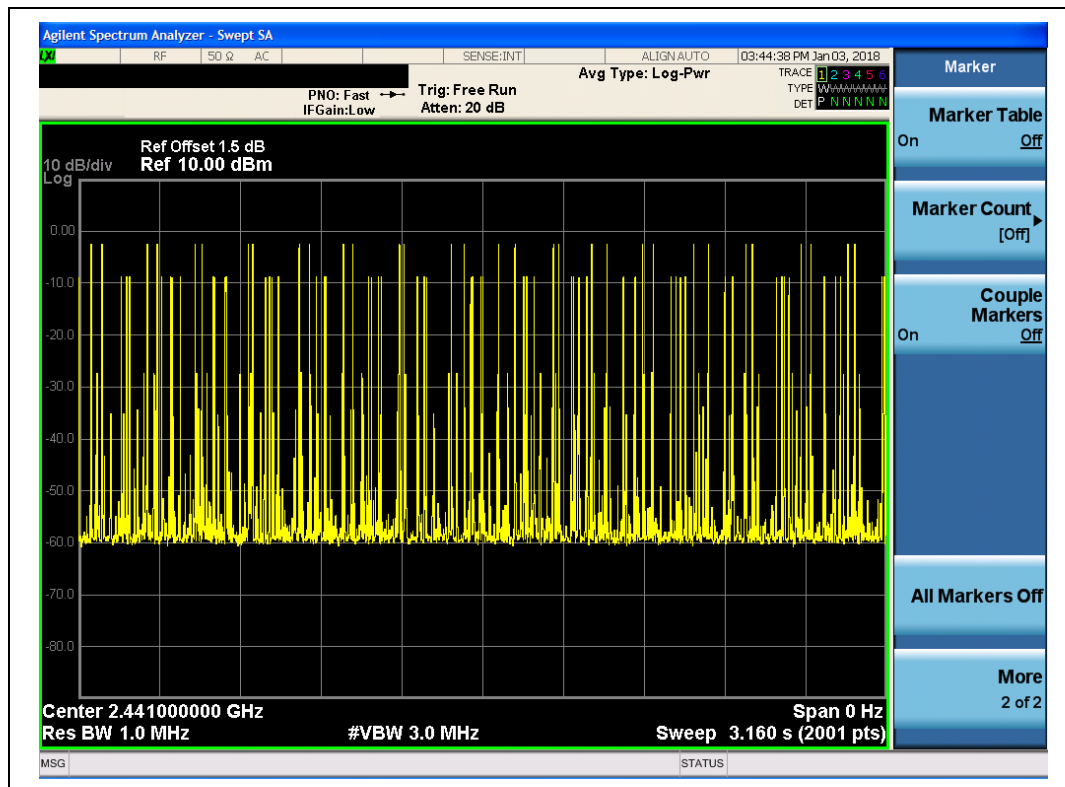 Agilent Spectrum Analyzer - Swept SA
LXI RF 50 Ω AC SENSE:INT ALIGNAUTO 03:44:38 PM Jan 03, 2018
Avg Type: Log-Pwr TRACE 1 2 3 4 5 6
PNO: Fast Trig: Free Run TYPE WWWWWW
IFGain:Low Atten: 20 dB DET P N N N N N
Ref Offset 1.5 dB
10 dB/div Ref 10.00 dBm
Log
0.00
-10.0
-20.0
-30.0
-40.0
-50.0
-60.0
-70.0
-80.0
Center 2.441000000 GHz Span 0 Hz
Res BW 1.0 MHz #VBW 3.0 MHz Sweep 3.160 s (2001 pts)
MSG STATUS
Marker
Marker Table
On Off
Marker Count
[Off]
Couple
Markers
On Off
All Markers Off
More
2 of 2